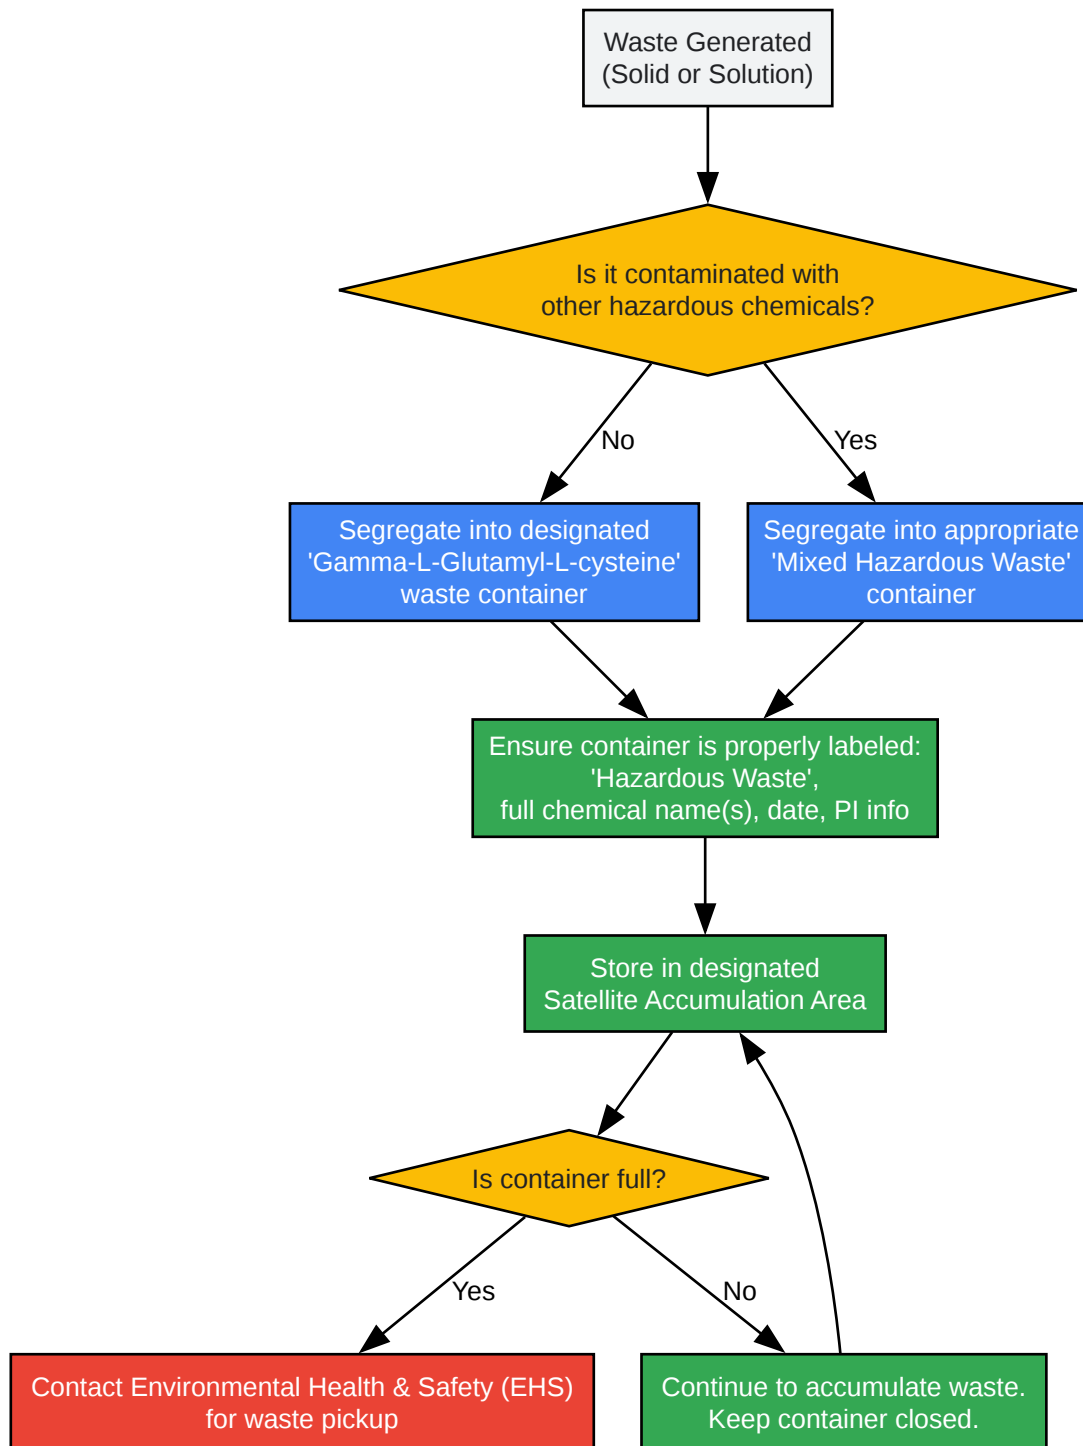 Waste Generated
(Solid or Solution)
Is it contaminated with
other hazardous chemicals?
No
Yes
Segregate into designated
'Gamma-L-Glutamyl-L-cysteine'
waste container
Segregate into appropriate
'Mixed Hazardous Waste'
container
Ensure container is properly labeled:
'Hazardous Waste',
full chemical name(s), date, PI info
Store in designated
Satellite Accumulation Area
Is container full?
Yes
No
Contact Environmental Health & Safety (EHS)
for waste pickup
Continue to accumulate waste.
Keep container closed.